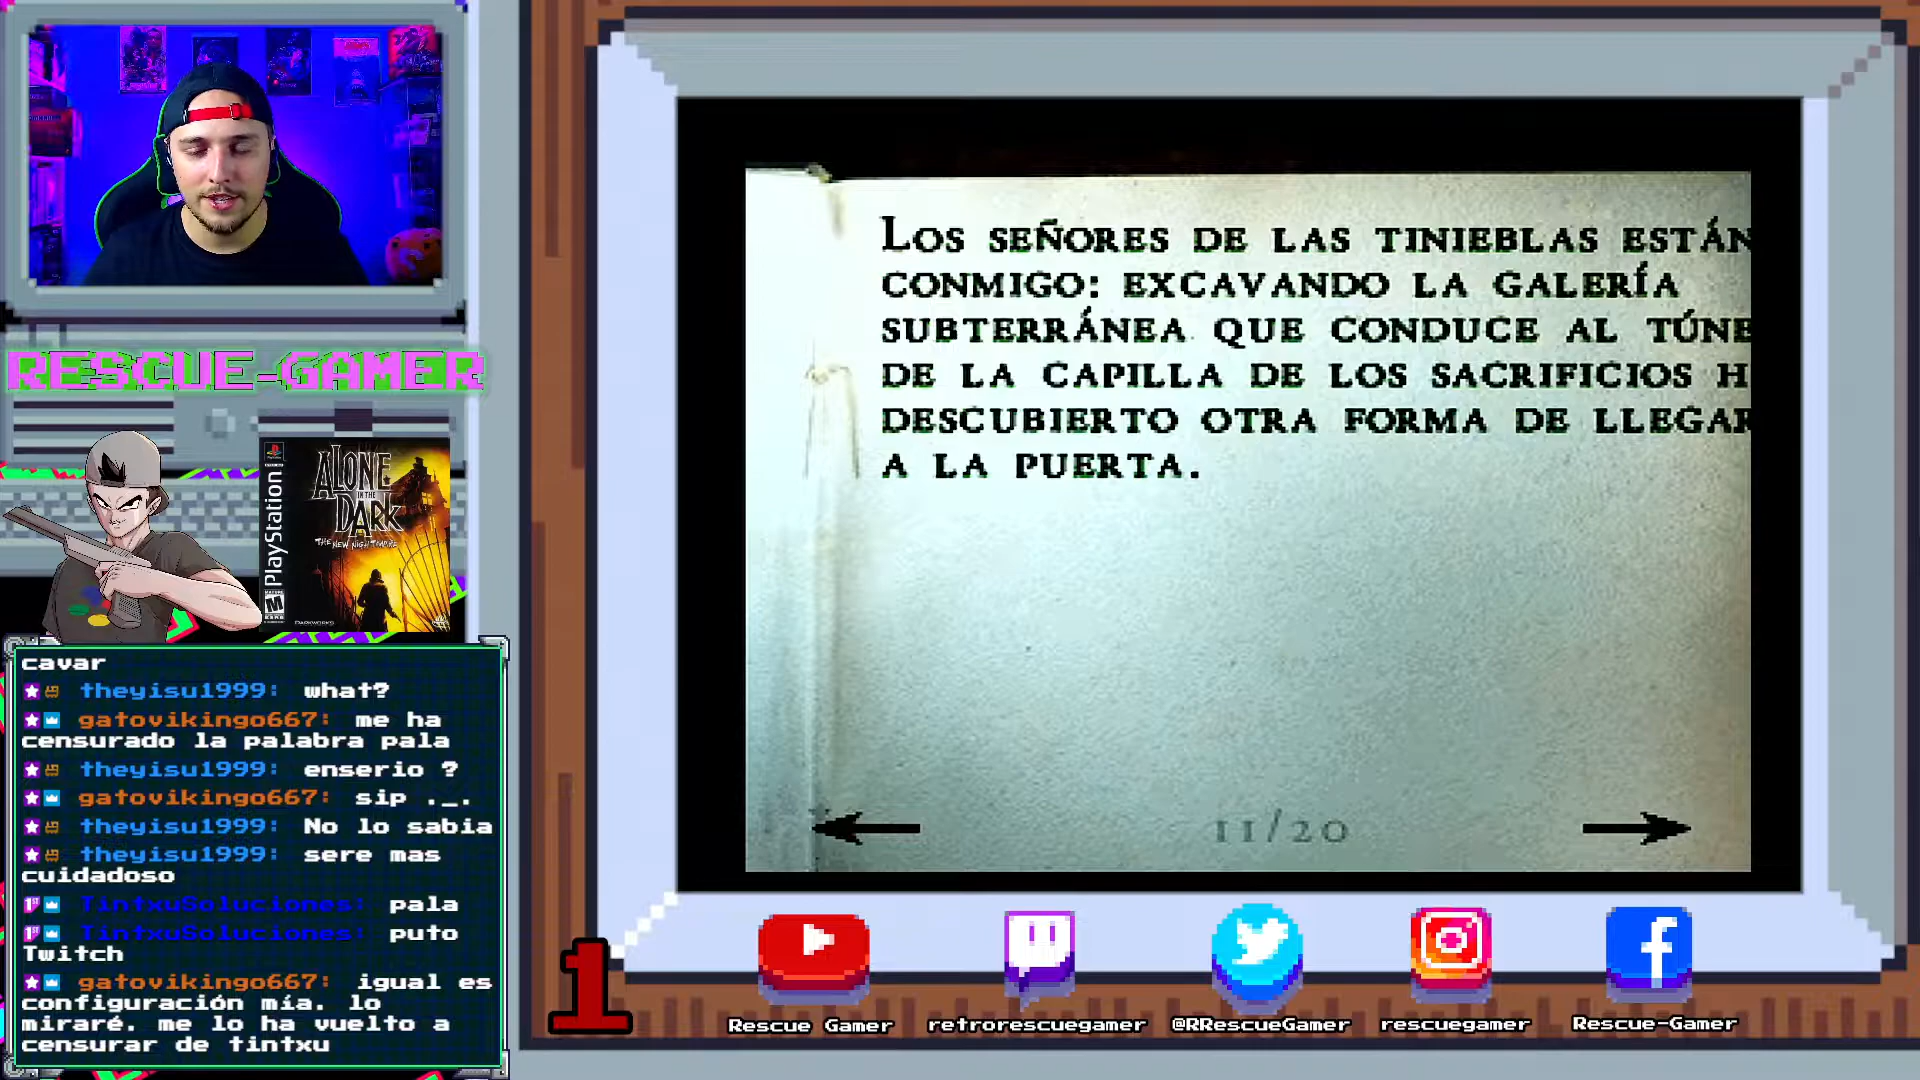 RESCUE-GAMER
PlayStation
ALONE
IN THE
DARK
THE NEW NIGHTMARE
DARKWORKS
cavar
theyisu1999: what?
gatovikingo667: me ha
censurado la palabra pala
theyisu1999: enserio ?
gatovikingo667: sip ._.
theyisu1999: No lo sabia
theyisu1999: sere mas
cuidadoso
TintxuSoluciones: pala
TintxuSoluciones: puto
Twitch
gatovikingo667: igual es
configuración mía. lo
miraré. me lo ha vuelto a
censurar de tintxu
LOS SEÑORES DE LAS TINIEBLAS ESTÁN
CONMIGO: EXCAVANDO LA GALERÍA
SUBTERRÁNEA QUE CONDUCE AL TÚNE
DE LA CAPILLA DE LOS SACRIFICIOS H
DESCUBIERTO OTRA FORMA DE LLEGAR
A LA PUERTA.
11/20
1
Rescue Gamer
retrorescuegamer
@RRescueGamer
rescuegamer
Rescue-Gamer